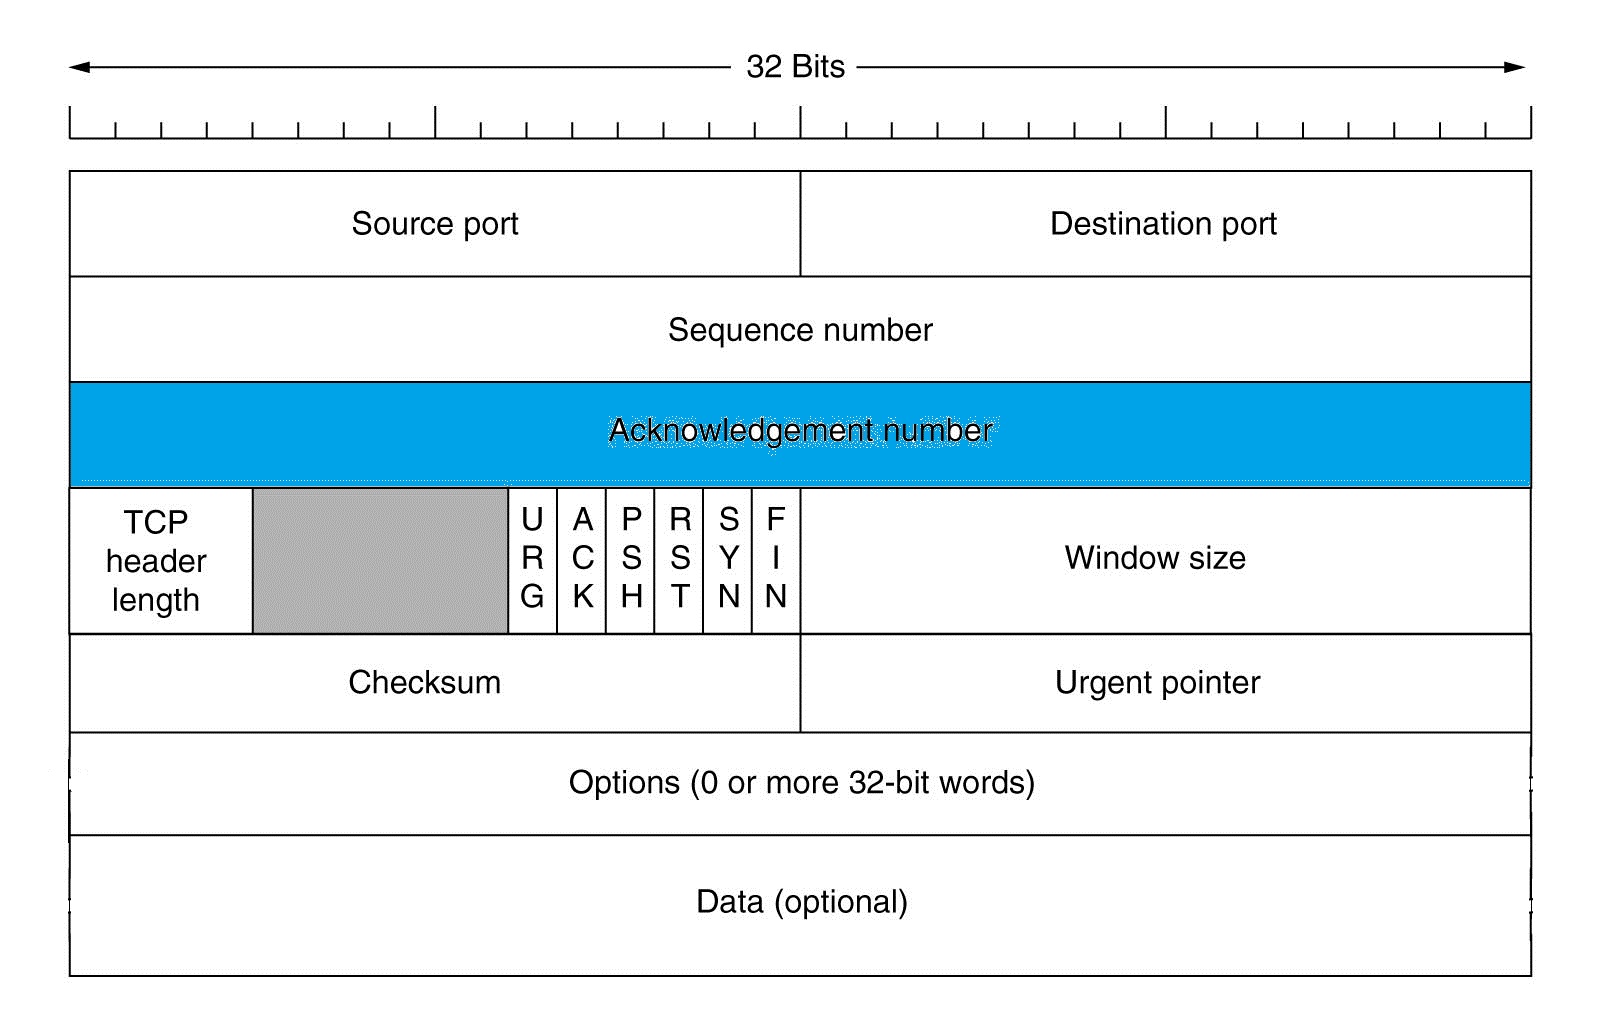 32 Bits
Source port
Destination port
Sequence number
Acknowledgement number
TCP
header
length
URG
ACK
PSH
RST
SYN
FIN
Window size
Checksum
Urgent pointer
Options (0 or more 32-bit words)
Data (optional)